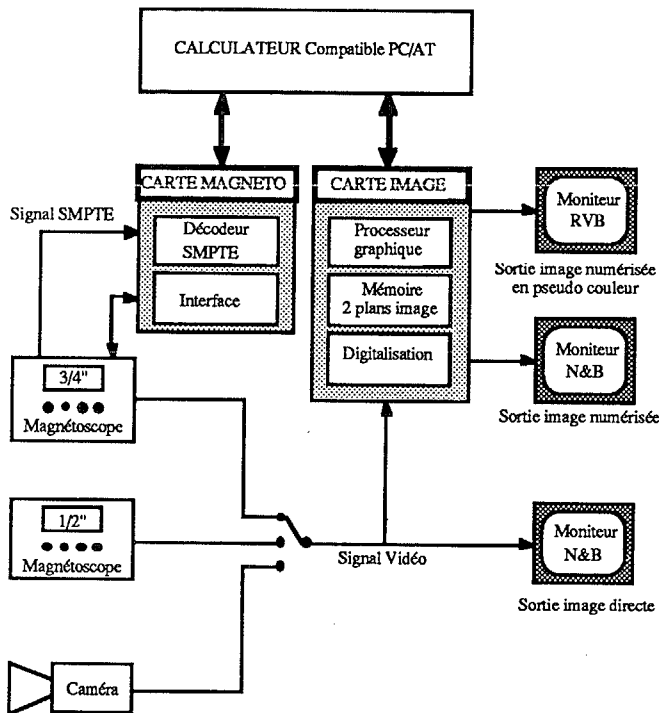 CALCULATEUR Compatible PC/AT
CARTE MAGNETO
CARTE IMAGE
Signal SMPTE
Décodeur
SMPTE
Interface
Processeur
graphique
Mémoire
2 plans image
Digitalisation
Moniteur
RVB
Sortie image numérisée
en pseudo couleur
Moniteur
N&B
Sortie image numérisée
3/4"
Magnétoscope
1/2"
Magnétoscope
Signal Vidéo
Moniteur
N&B
Sortie image directe
Caméra